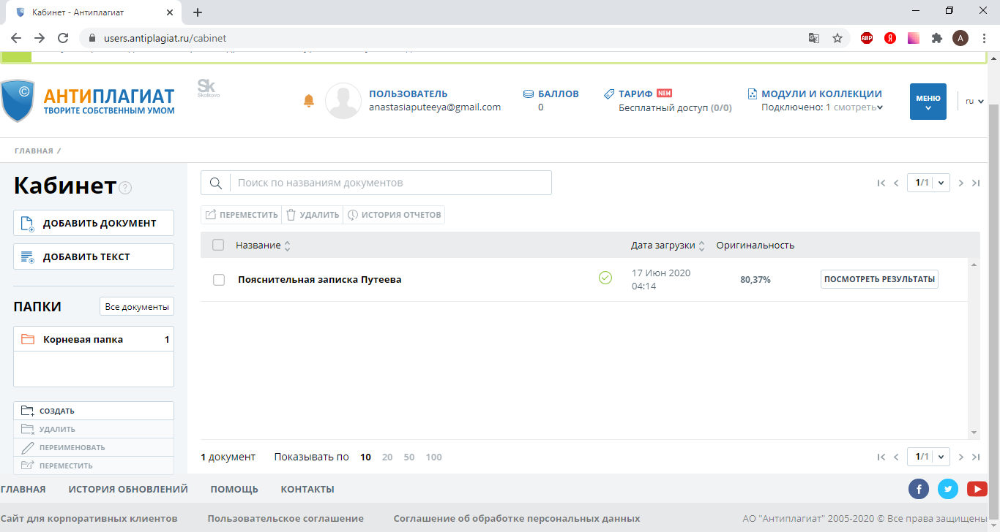 Кабинет - Антиплагиат
users.antiplagiat.ru/cabinet
ABP
Я
A
©
АНТИПЛАГИАТ
ТВОРИТЕ СОБСТВЕННЫМ УМОМ
Sk
Skolkovo
ПОЛЬЗОВАТЕЛЬ
anastasiaputeeya@gmail.com
БАЛЛОВ
0
ТАРИФ NEW
Бесплатный доступ (0/0)
МОДУЛИ И КОЛЛЕКЦИИ
Подключено: 1 смотреть
МЕНЮ
ru
ГЛАВНАЯ /
Кабинет ?
ДОБАВИТЬ ДОКУМЕНТ
ДОБАВИТЬ ТЕКСТ
ПАПКИ
Все документы
Корневая папка 1
СОЗДАТЬ
УДАЛИТЬ
ПЕРЕИМЕНОВАТЬ
ПЕРЕМЕСТИТЬ
Поиск по названиям документов
1/1
ПЕРЕМЕСТИТЬ УДАЛИТЬ ИСТОРИЯ ОТЧЕТОВ
Название Дата загрузки Оригинальность
Пояснительная записка Путеева 17 Июн 2020 04:14 80,37% ПОСМОТРЕТЬ РЕЗУЛЬТАТЫ
1 документ Показывать по 10 20 50 100 1/1
ГЛАВНАЯ ИСТОРИЯ ОБНОВЛЕНИЙ ПОМОЩЬ КОНТАКТЫ
Сайт для корпоративных клиентов Пользовательское соглашение Соглашение об обработке персональных данных АО "Антиплагиат" 2005-2020 © Все права защищены